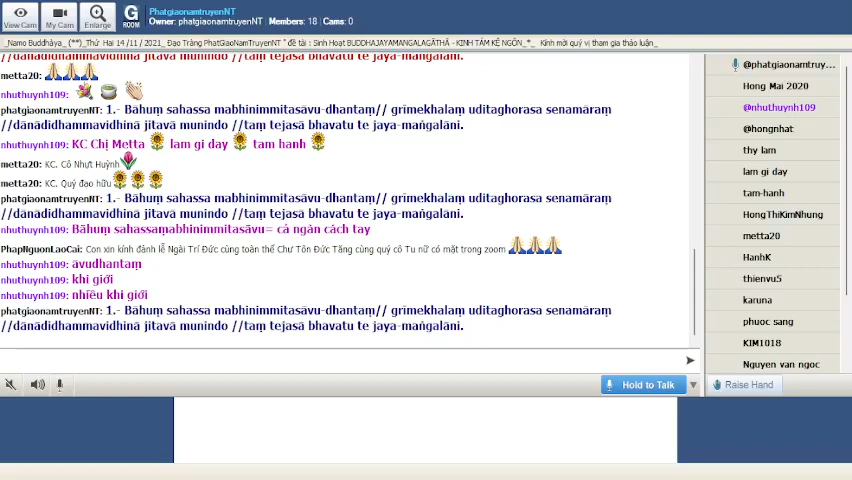 View Cam
My Cam
Enlarge
G
ROOM
PhatgiaonamtruyenNT
Owner: phatgiaonamtruyenNT Members: 18 | Cams: 0
_Namo Buddhāya_ (**)_Thứ Hai 14 /11 / 2021_ Đạo Tràng PhatGiaoNamTruyenNT " đề tài : Sinh Hoạt BUDDHAJAYAMANGALAGĀTHĀ - KINH TÁM KỆ NGÔN_*_ Kính mời quý vị tham gia thảo luận_
//dānādidhammavidhinā jitavā munindo //taṃ tejasā bhavatu te jaya-maṅgalāni.
metta20:
nhuthuynh109:
phatgiaonamtruyenNT: 1.- Bāhuṃ sahassa mabhinimmitasāvu-dhantaṃ// grīmekhalaṃ uditaghorasa senamāraṃ
//dānādidhammavidhinā jitavā munindo //taṃ tejasā bhavatu te jaya-maṅgalāni.
nhuthuynh109: KC Chị Metta lam gi day tam hanh
metta20: KC. Cô Nhựt Huỳnh
metta20: KC. Quý đạo hữu
phatgiaonamtruyenNT: 1.- Bāhuṃ sahassa mabhinimmitasāvu-dhantaṃ// grīmekhalaṃ uditaghorasa senamāraṃ
//dānādidhammavidhinā jitavā munindo //taṃ tejasā bhavatu te jaya-maṅgalāni.
nhuthuynh109: Bāhuṃ sahassaṃabhinimmitasāvu= cả ngàn cách tay
PhapNguonLaoCai: Con xin kính đảnh lễ Ngài Trí Đức cùng toàn thể Chư Tôn Đức Tăng cùng quý cô Tu nữ có mặt trong zoom
nhuthuynh109: āvudhantaṃ
nhuthuynh109: khí giới
nhuthuynh109: nhiều khí giới
phatgiaonamtruyenNT: 1.- Bāhuṃ sahassa mabhinimmitasāvu-dhantaṃ// grīmekhalaṃ uditaghorasa senamāraṃ
//dānādidhammavidhinā jitavā munindo //taṃ tejasā bhavatu te jaya-maṅgalāni.
Hold to Talk
@phatgiaonamtruy...
Hong Mai 2020
@nhuthuynh109
@hongnhat
thy lam
lam gi day
tam-hanh
HongThiKimNhung
metta20
HanhK
thienvu5
karuna
phuoc sang
KIM1018
Nguyen van ngoc
Raise Hand